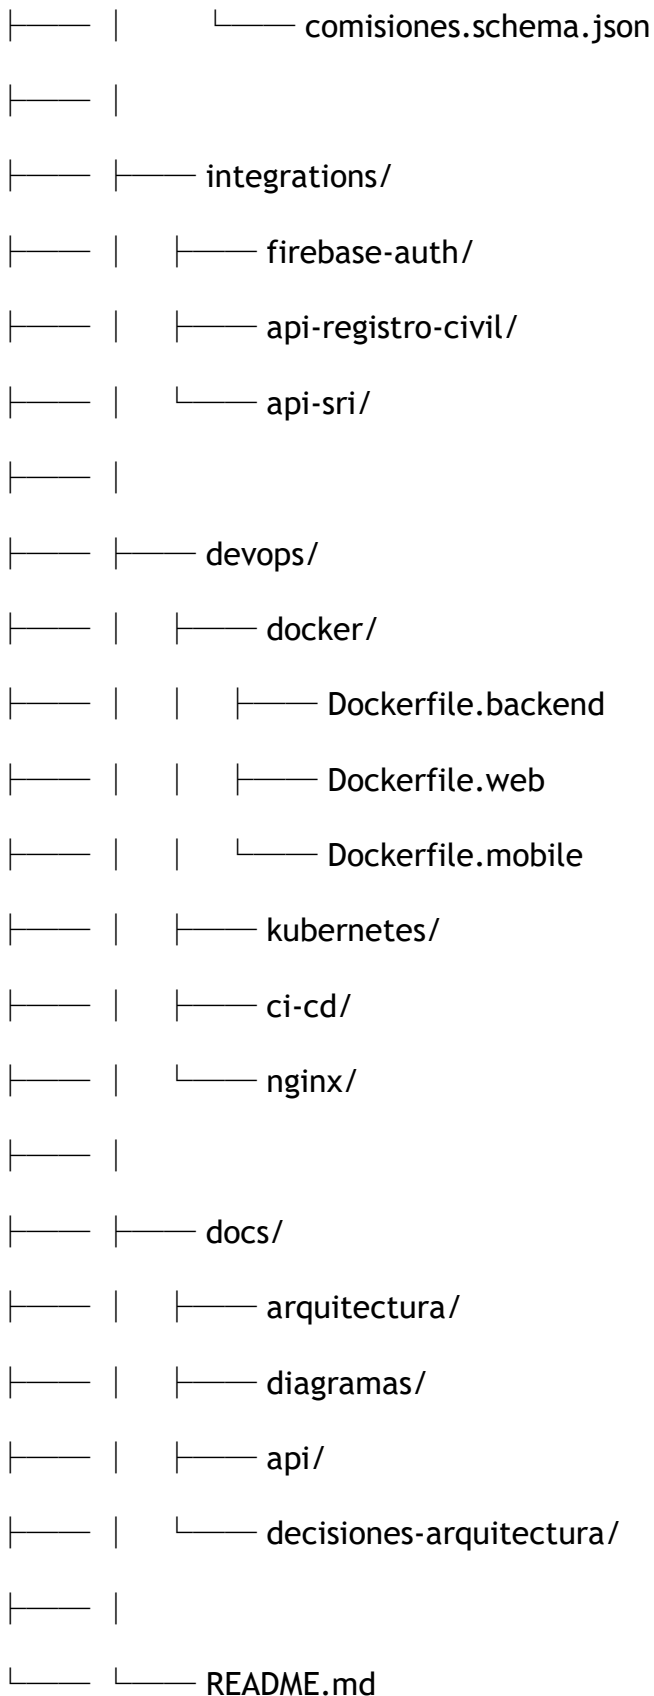 ├── │       └── comisiones.schema.json
├── │
├── ├── integrations/
├── │   ├── firebase-auth/
├── │   ├── api-registro-civil/
├── │   └── api-sri/
├── │
├── ├── devops/
├── │   ├── docker/
├── │   │   ├── Dockerfile.backend
├── │   │   ├── Dockerfile.web
├── │   │   └── Dockerfile.mobile
├── │   ├── kubernetes/
├── │   ├── ci-cd/
├── │   └── nginx/
├── │
├── ├── docs/
├── │   ├── arquitectura/
├── │   ├── diagramas/
├── │   ├── api/
├── │   └── decisiones-arquitectura/
├── │
└── └── README.md